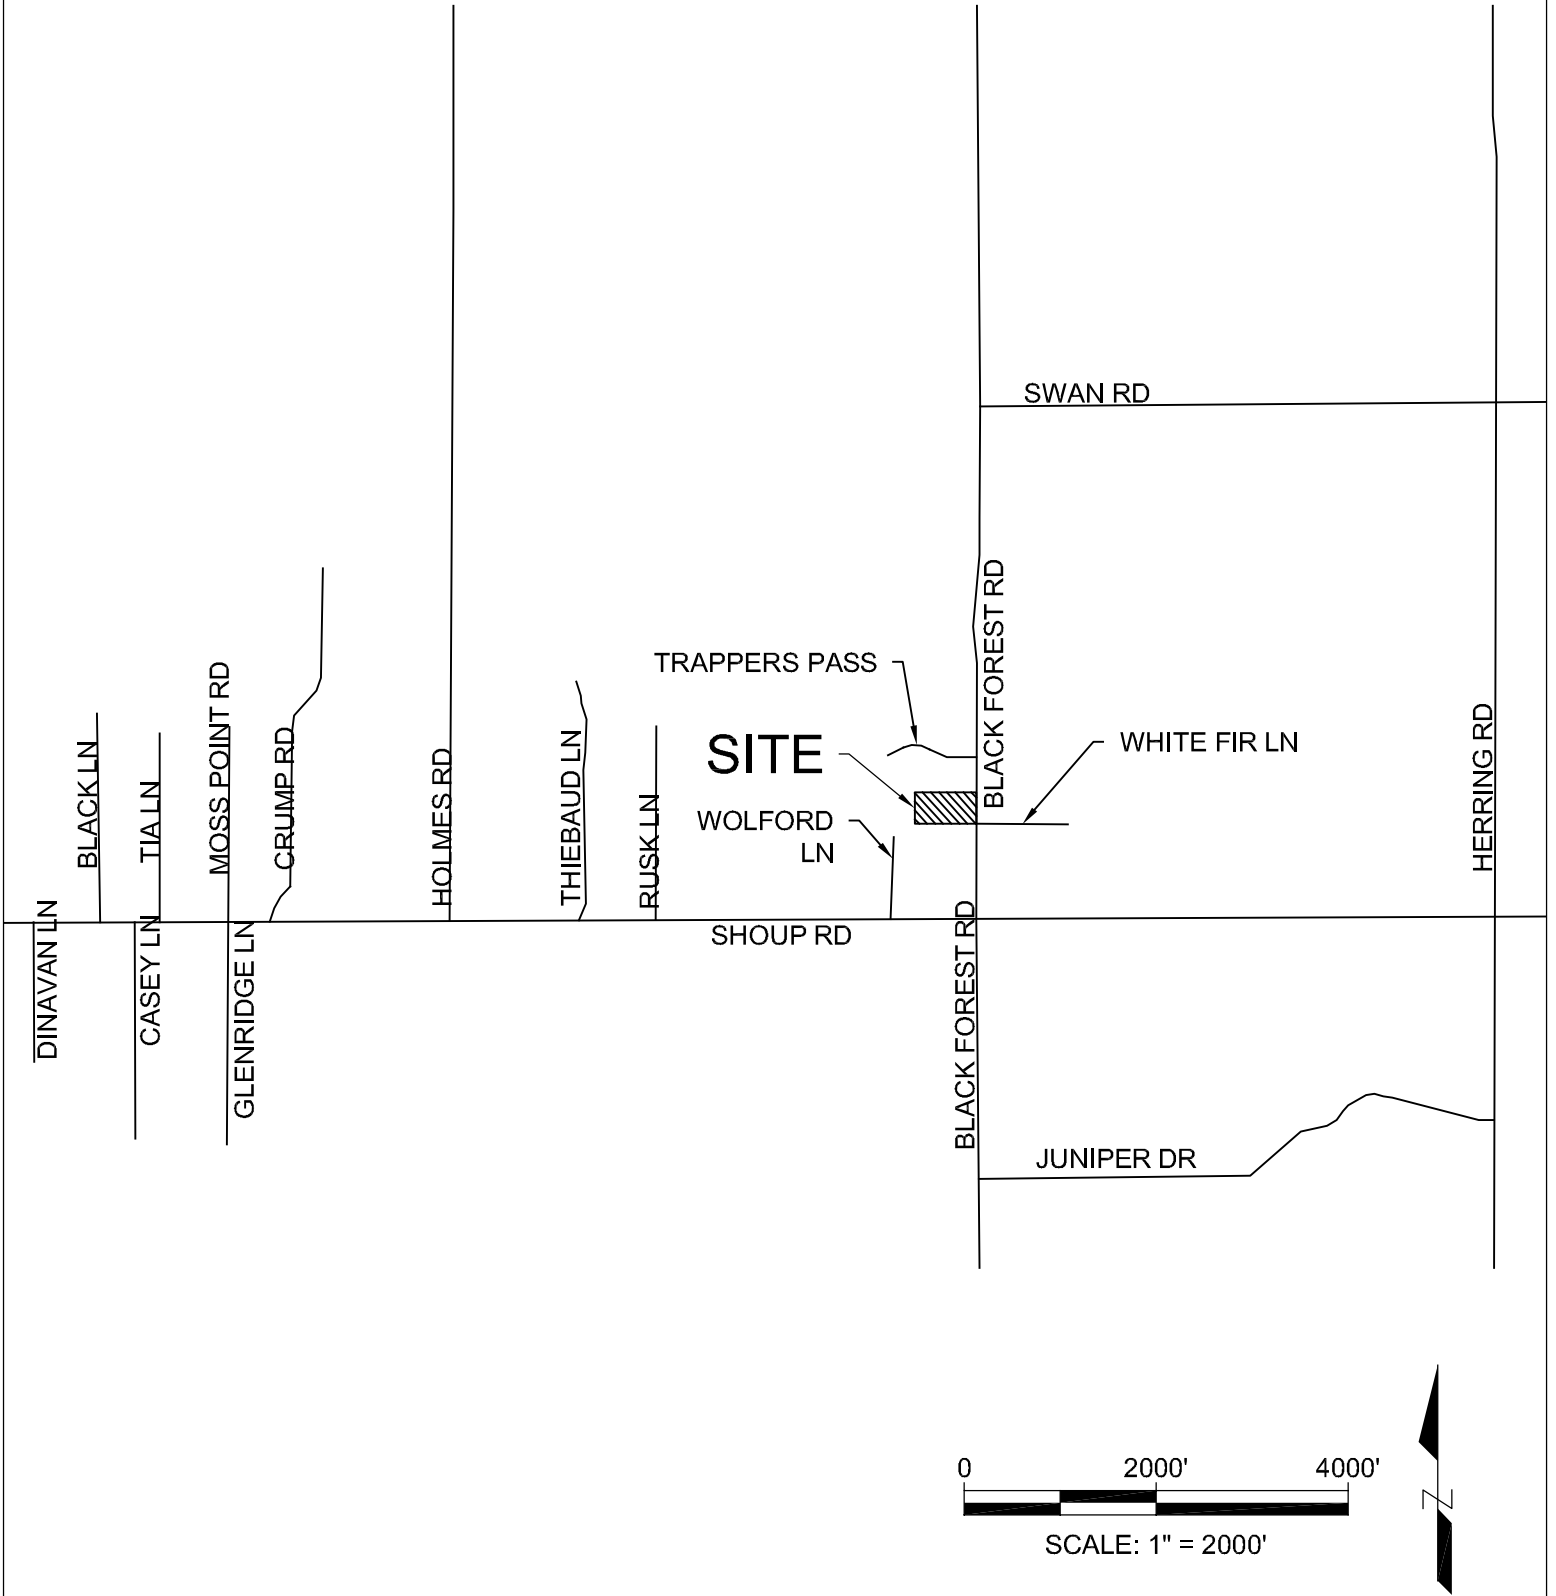 SWAN RD
BLACK FOREST RD
TRAPPERS PASS
MOSS POINT RD
HERRING RD
CRUMP RD
THIEBAUD LN
SITE
WHITE FIR LN
BLACK LN
HOLMES RD
TIA LN
RUSK LN
WOLFORD
LN
DINAVAN LN
CASEY LN
GLENRIDGE LN
SHOUP RD
BLACK FOREST RD
JUNIPER DR
0 2000' 4000'
SCALE: 1" = 2000'
N